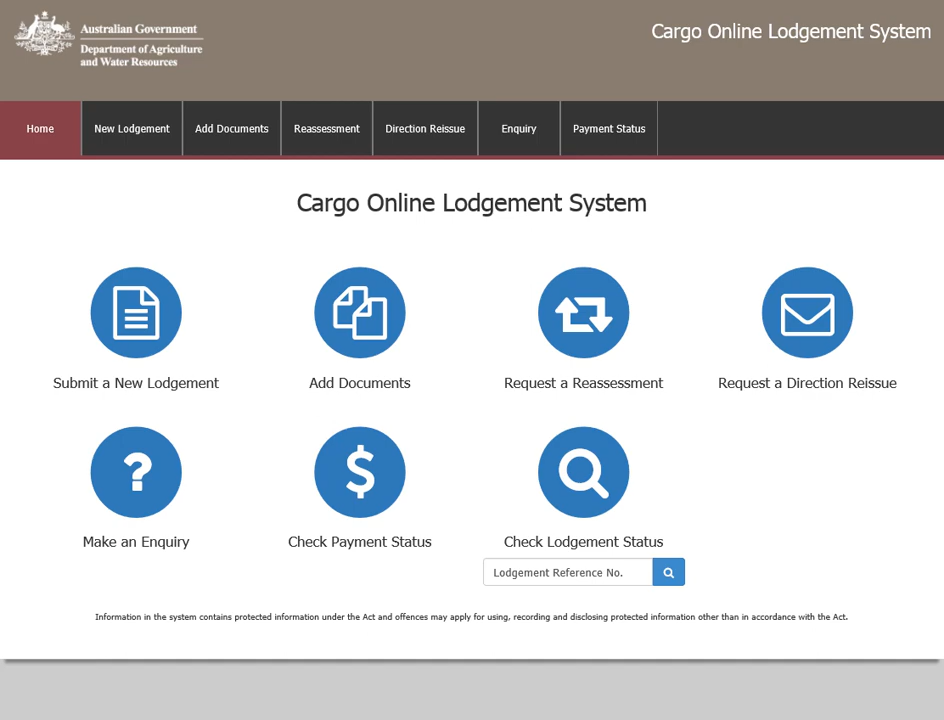 Australian Government
Department of Agriculture
and Water Resources
Cargo Online Lodgement System
Home
New Lodgement
Add Documents
Reassessment
Direction Reissue
Enquiry
Payment Status
Cargo Online Lodgement System
Submit a New Lodgement
Add Documents
Request a Reassessment
Request a Direction Reissue
?
$
Make an Enquiry
Check Payment Status
Check Lodgement Status
Lodgement Reference No.
Information in the system contains protected information under the Act and offences may apply for using, recording and disclosing protected information other than in accordance with the Act.